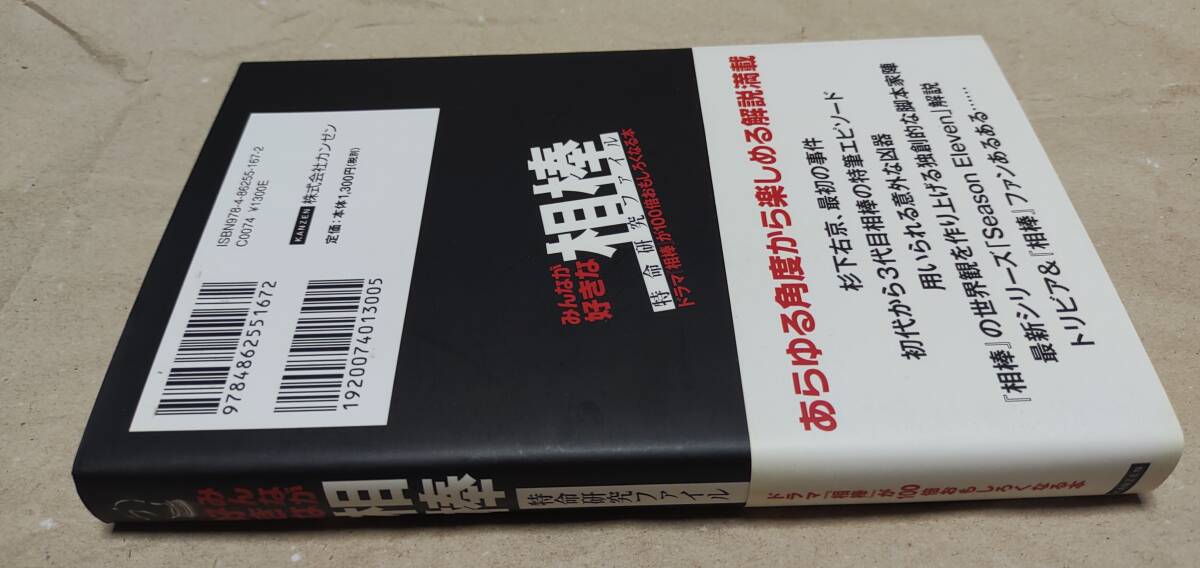 ISBN978-4-86255-167-2
C0074 ¥1300E
KANZEN 株式会社カンゼン
定価:本体1,300円(税別)
9784862551672
1920074013005
みんなが
好きな
相棒
特命研究ファイル
ドラマ「相棒」が100倍おもしろくなる本
あらゆる角度から楽しめる解説満載
杉下右京、最初の事件
初代から3代目相棒の特筆エピソード
用いられる意外な凶器
『相棒』の世界観を作り上げる独創的な脚本家陣
最新シリーズ「Season Eleven」解説
トリビア&『相棒』ファンあるある……
みんなが
好きな
相棒
特命研究ファイル
ドラマ「相棒」が100倍おもしろくなる本
KANZEN